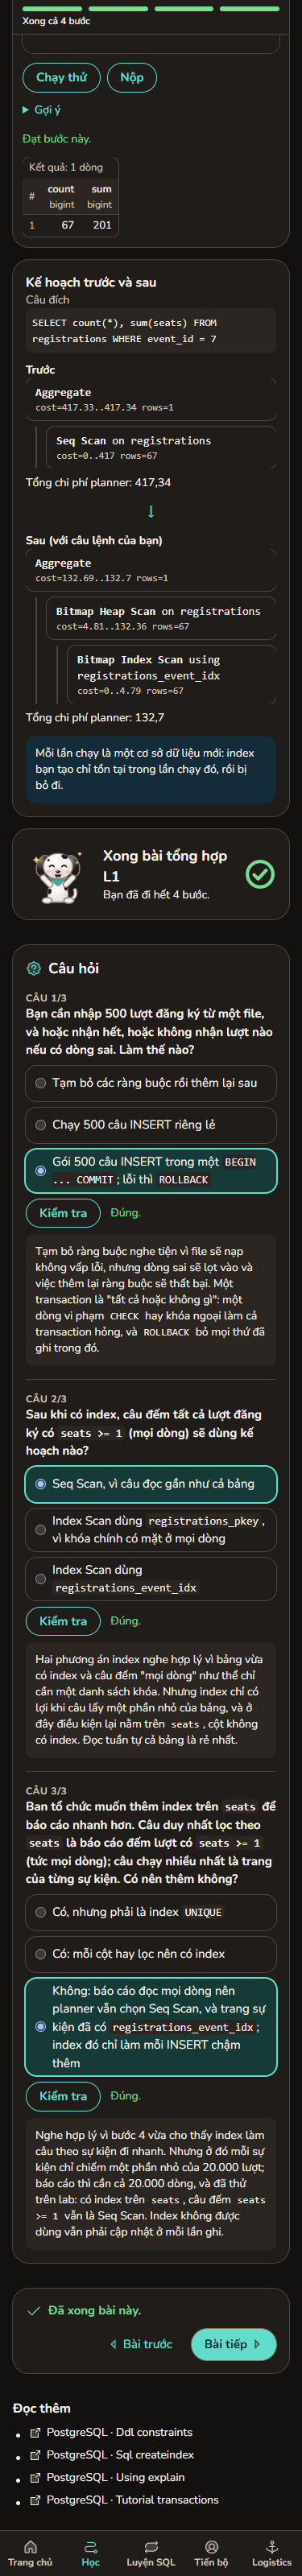 Xong cả 4 bước
Chạy thử
Nộp
Gợi ý
Đạt bước này.
Kết quả: 1 dòng
# count sum
bigint bigint
1 67 201
Kế hoạch trước và sau
Câu đích
SELECT count(*), sum(seats) FROM
registrations WHERE event_id = 7
Trước
Aggregate
cost=417.33..417.34 rows=1
Seq Scan on registrations
cost=0..417 rows=67
Tổng chi phí planner: 417,34
↓
Sau (với câu lệnh của bạn)
Aggregate
cost=132.69..132.7 rows=1
Bitmap Heap Scan on registrations
cost=4.81..132.36 rows=67
Bitmap Index Scan using
registrations_event_idx
cost=0..4.79 rows=67
Tổng chi phí planner: 132,7
Mỗi lần chạy là một cơ sở dữ liệu mới: index
bạn tạo chỉ tồn tại trong lần chạy đó, rồi bị
bỏ đi.
Xong bài tổng hợp
L1
Bạn đã đi hết 4 bước.
Câu hỏi
CÂU 1/3
Bạn cần nhập 500 lượt đăng ký từ một file,
và hoặc nhận hết, hoặc không nhận lượt nào
nếu có dòng sai. Làm thế nào?
Tạm bỏ các ràng buộc rồi thêm lại sau
Chạy 500 câu INSERT riêng lẻ
Gói 500 câu INSERT trong một BEGIN
... COMMIT; lỗi thì ROLLBACK
Kiểm tra
Đúng.
Tạm bỏ ràng buộc nghe tiện vì file sẽ nạp
không vấp lỗi, nhưng dòng sai sẽ lọt vào và
việc thêm lại ràng buộc sẽ thất bại. Một
transaction là "tất cả hoặc không gì": một
dòng vi phạm CHECK hay khóa ngoại làm cả
transaction hỏng, và ROLLBACK bỏ mọi thứ đã
ghi trong đó.
CÂU 2/3
Sau khi có index, câu đếm tất cả lượt đăng
ký có seats >= 1 (mọi dòng) sẽ dùng kế
hoạch nào?
Seq Scan, vì câu đọc gần như cả bảng
Index Scan dùng registrations_pkey,
vì khóa chính có mặt ở mọi dòng
Index Scan dùng
registrations_event_idx
Kiểm tra
Đúng.
Hai phương án index nghe hợp lý vì bảng vừa
có index và câu đếm "mọi dòng" như thể chỉ
cần một danh sách khóa. Nhưng index chỉ có
lợi khi câu lấy một phần nhỏ của bảng, và ở
đây điều kiện lại nằm trên seats, cột không
có index. Đọc tuần tự cả bảng là rẻ nhất.
CÂU 3/3
Ban tổ chức muốn thêm index trên seats để
báo cáo nhanh hơn. Câu duy nhất lọc theo
seats là báo cáo đếm lượt có seats >= 1
(tức mọi dòng); câu chạy nhiều nhất là trang
của từng sự kiện. Có nên thêm không?
Có, nhưng phải là index UNIQUE
Có: mỗi cột hay lọc nên có index
Không: báo cáo đọc mọi dòng nên
planner vẫn chọn Seq Scan, và trang sự
kiện đã có registrations_event_idx;
index đó chỉ làm mỗi INSERT chậm
thêm
Kiểm tra
Đúng.
Nghe hợp lý vì bước 4 vừa cho thấy index làm
câu theo sự kiện đi nhanh. Nhưng ở đó mỗi sự
kiện chỉ chiếm một phần nhỏ của 20.000 lượt;
báo cáo thì cần cả 20.000 dòng, và đã thử
trên lab: có index trên seats, câu đếm seats
>= 1 vẫn là Seq Scan. Index không được
dùng vẫn phải cập nhật ở mỗi lần ghi.
Đã xong bài này.
Bài trước
Bài tiếp
Đọc thêm
PostgreSQL · Ddl constraints
PostgreSQL · Sql createindex
PostgreSQL · Using explain
PostgreSQL · Tutorial transactions
Trang chủ
Học
Luyện SQL
Tiến bộ
Logistics